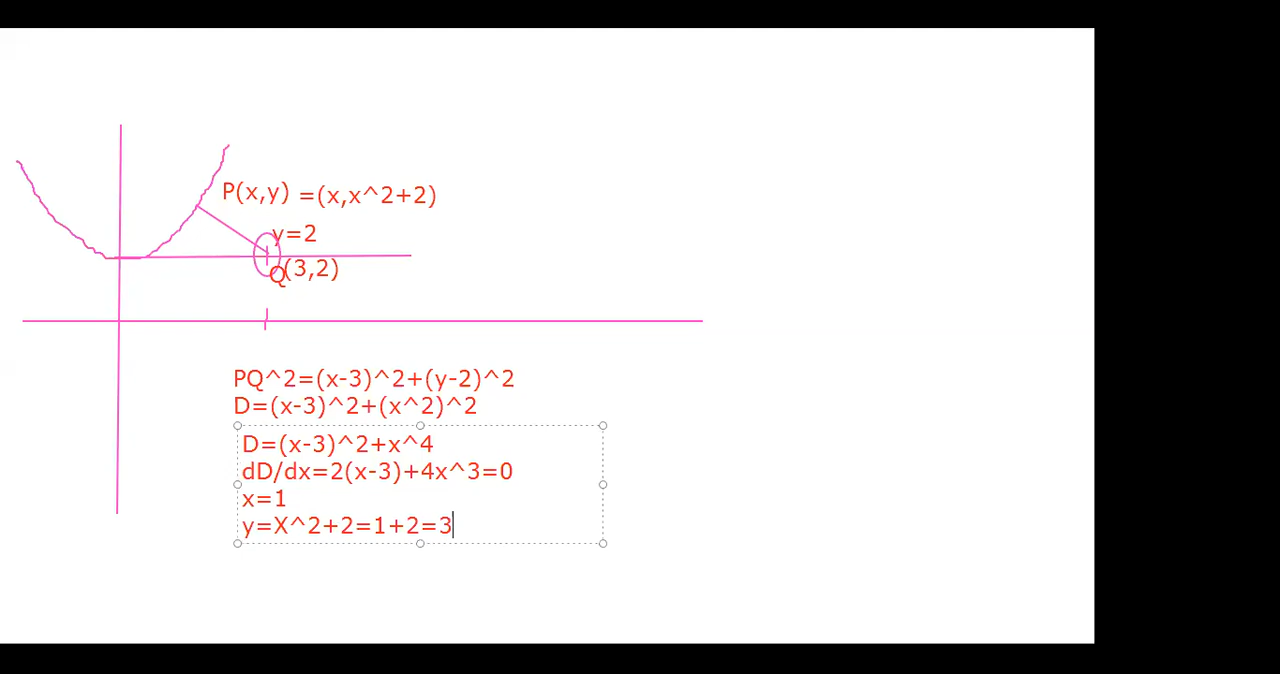 P(x,y) =(x,x^2+2)
y=2
Q(3,2)
PQ^2=(x-3)^2+(y-2)^2
D=(x-3)^2+(x^2)^2
D=(x-3)^2+x^4
dD/dx=2(x-3)+4x^3=0
x=1
y=X^2+2=1+2=3